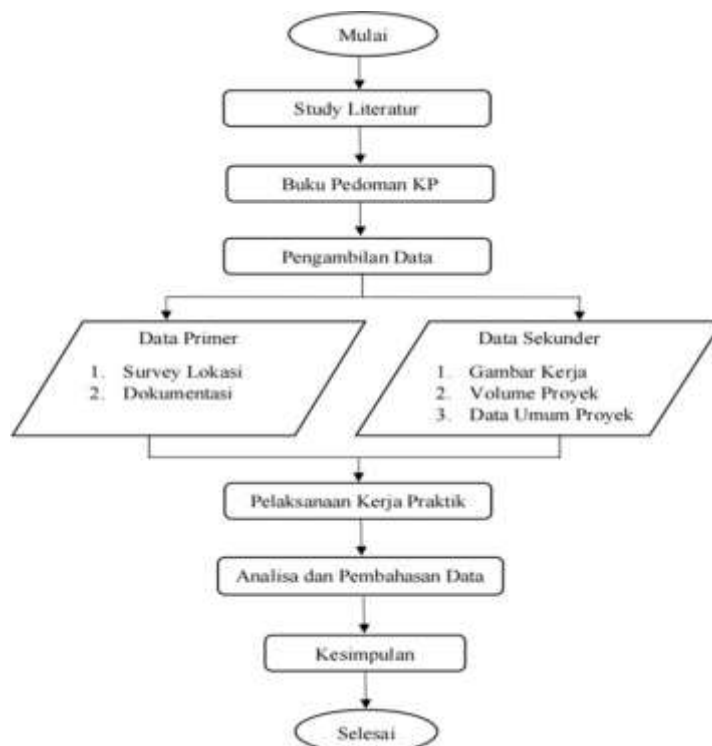 Mulai
Study Literatur
Buku Pedoman KP
Pengambilan Data
Data Primer
1. Survey Lokasi
2. Dokumentasi
Data Sekunder
1. Gambar Kerja
2. Volume Proyek
3. Data Umum Proyek
Pelaksanaan Kerja Praktik
Analisa dan Pembahasan Data
Kesimpulan
Selesai